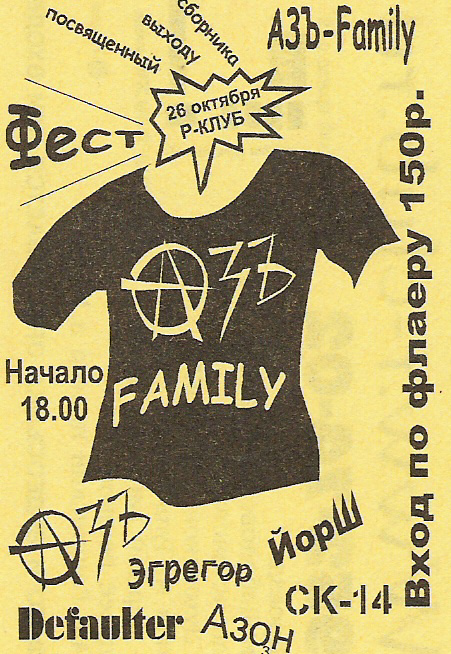 Фест
посвященный
выходу
сборника
АЗЪ-Family
26 октября
Р-КЛУБ
АЗЪ
FAMILY
Начало
18.00
Вход по флаеру 150р.
АЗЪ
Эгрегор
Йорш
СК-14
Defaulter
Азон
3